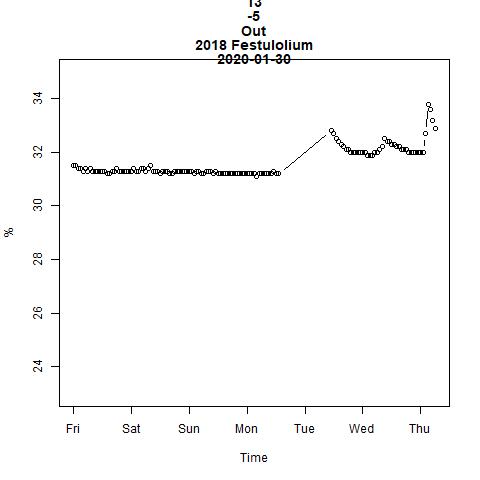 13
-5
Out
2018 Festulolium
2020-01-30
34
32
30
28
26
24
%
Fri Sat Sun Mon Tue Wed Thu
Time